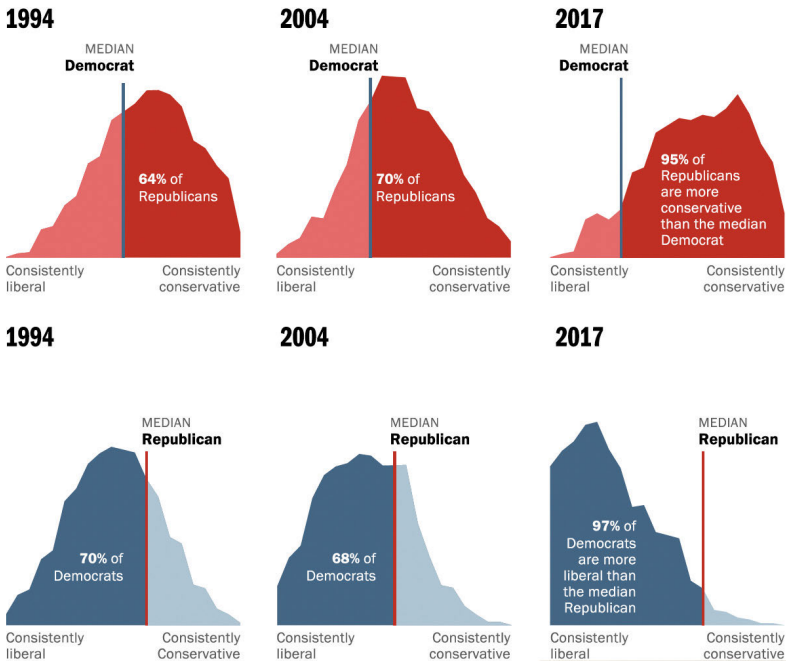 1994
MEDIAN
Democrat
64% of
Republicans
Consistently
liberal
Consistently
conservative
2004
MEDIAN
Democrat
70% of
Republicans
Consistently
liberal
Consistently
conservative
2017
MEDIAN
Democrat
95% of
Republicans
are more
conservative
than the median
Democrat
Consistently
liberal
Consistently
conservative
1994
MEDIAN
Republican
70% of
Democrats
Consistently
liberal
Consistently
Conservative
2004
MEDIAN
Republican
68% of
Democrats
Consistently
liberal
Consistently
conservative
2017
MEDIAN
Republican
97% of
Democrats
are more
liberal than
the median
Republican
Consistently
liberal
Consistently
conservative